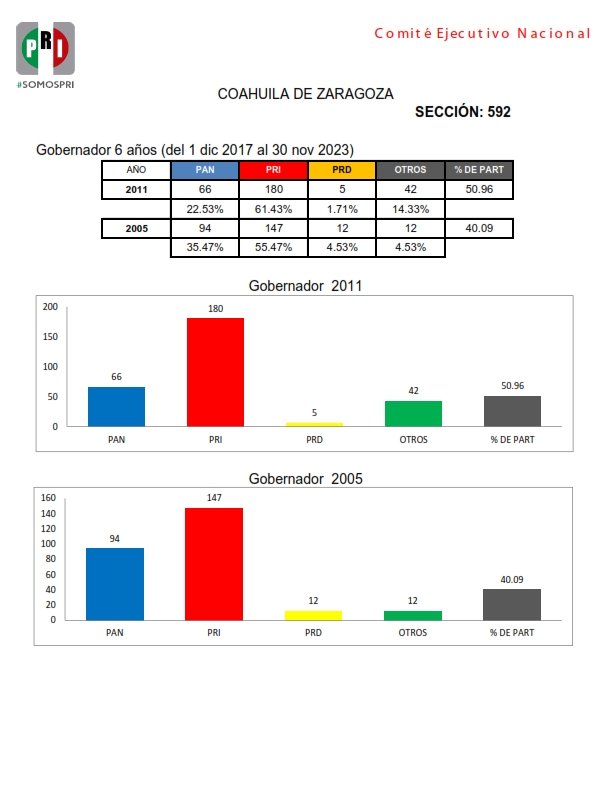 PRI
#SOMOSPRI
Comité Ejecutivo Nacional
COAHUILA DE ZARAGOZA
SECCIÓN: 592
Gobernador 6 años (del 1 dic 2017 al 30 nov 2023)
AÑO PAN PRI PRD OTROS % DE PART
2011 66 180 5 42 50.96
22.53% 61.43% 1.71% 14.33%
2005 94 147 12 12 40.09
35.47% 55.47% 4.53% 4.53%
Gobernador 2011
200
150
100
50
0
66
180
5
42
50.96
PAN PRI PRD OTROS % DE PART
Gobernador 2005
160
140
120
100
80
60
40
20
0
94
147
12
12
40.09
PAN PRI PRD OTROS % DE PART